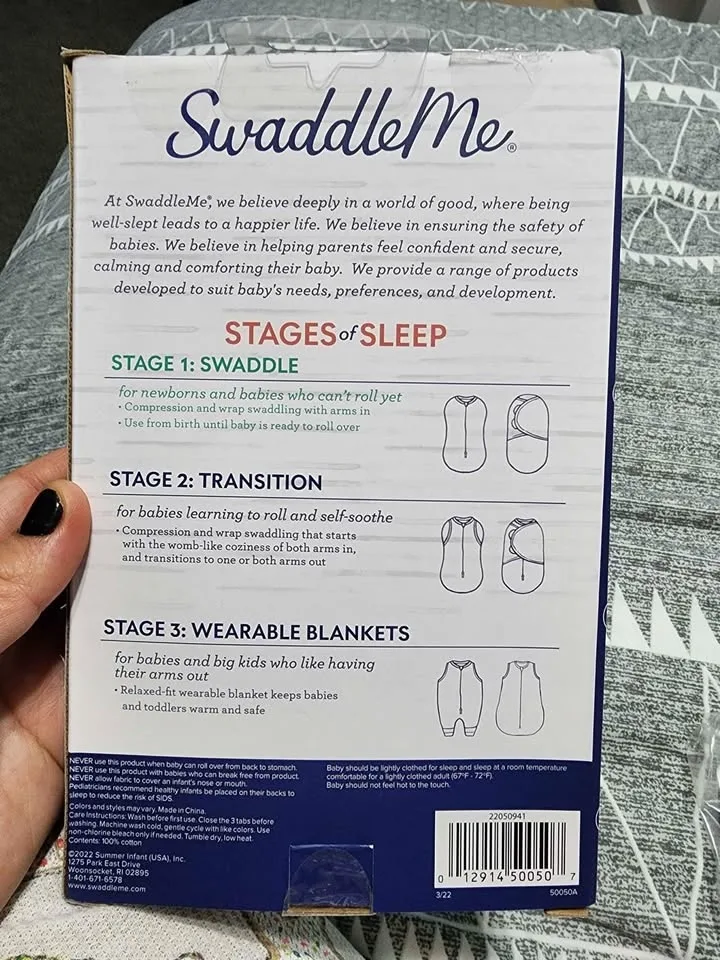 SwaddleMe®
At SwaddleMe®, we believe deeply in a world of good, where being
well-slept leads to a happier life. We believe in ensuring the safety of
babies. We believe in helping parents feel confident and secure,
calming and comforting their baby. We provide a range of products
developed to suit baby's needs, preferences, and development.
STAGES of SLEEP
STAGE 1: SWADDLE
for newborns and babies who can't roll yet
• Compression and wrap swaddling with arms in
• Use from birth until baby is ready to roll over
STAGE 2: TRANSITION
for babies learning to roll and self-soothe
• Compression and wrap swaddling that starts
with the womb-like coziness of both arms in,
and transitions to one or both arms out
STAGE 3: WEARABLE BLANKETS
for babies and big kids who like having
their arms out
• Relaxed-fit wearable blanket keeps babies
and toddlers warm and safe
NEVER use this product when baby can roll over from back to stomach.
NEVER use this product with babies who can break free from product.
NEVER allow fabric to cover an infant's nose or mouth.
Pediatricians recommend healthy infants be placed on their backs to
sleep to reduce the risk of SIDS.
Colors and styles may vary. Made in China.
Care Instructions: Wash before first use. Close the 3 tabs before
washing. Machine wash cold, gentle cycle with like colors. Use
non-chlorine bleach only if needed. Tumble dry, low heat.
Contents: 100% cotton
©2022 Summer Infant (USA), Inc.
1275 Park East Drive
Woonsocket, RI 02895
1-401-671-6578
www.swaddleme.com
Baby should be lightly clothed for sleep and sleep at a room temperature
comfortable for a lightly clothed adult (67°F - 72°F).
Baby should not feel hot to the touch.
22050941
0 12914 50050 7
3/22 50050A